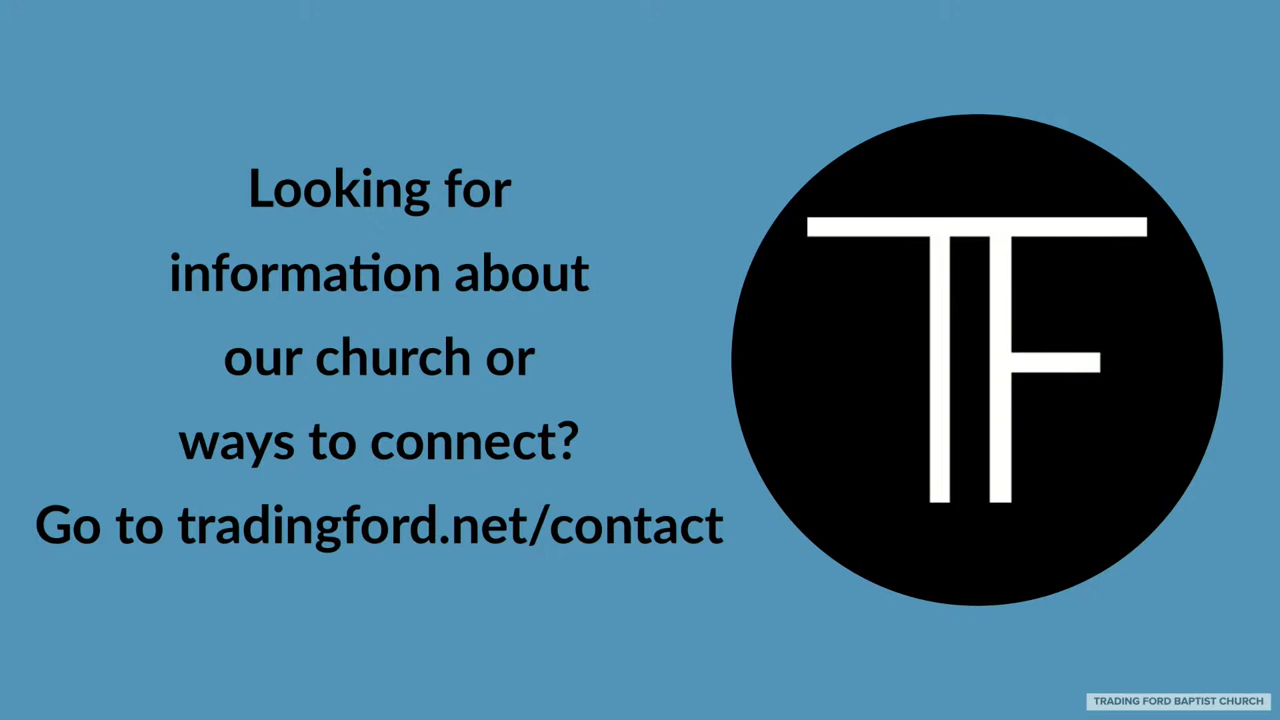 Looking for
information about
our church or
ways to connect?
Go to tradingford.net/contact
TF
TRADING FORD BAPTIST CHURCH